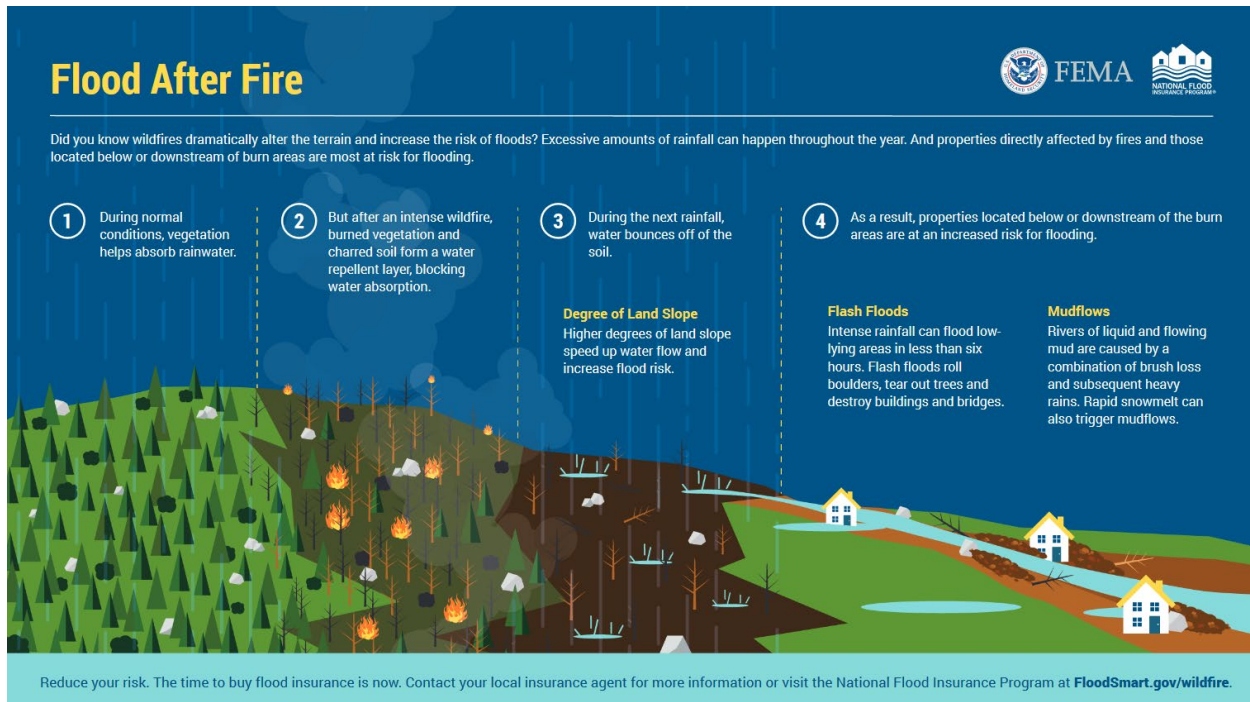 Flood After Fire
FEMA
NATIONAL FLOOD
INSURANCE PROGRAM®
Did you know wildfires dramatically alter the terrain and increase the risk of floods? Excessive amounts of rainfall can happen throughout the year. And properties directly affected by fires and those
located below or downstream of burn areas are most at risk for flooding.
1
During normal
conditions, vegetation
helps absorb rainwater.
2
But after an intense wildfire,
burned vegetation and
charred soil form a water
repellent layer, blocking
water absorption.
3
During the next rainfall,
water bounces off of the
soil.
Degree of Land Slope
Higher degrees of land slope
speed up water flow and
increase flood risk.
4
As a result, properties located below or downstream of the burn
areas are at an increased risk for flooding.
Flash Floods
Intense rainfall can flood low-
lying areas in less than six
hours. Flash floods roll
boulders, tear out trees and
destroy buildings and bridges.
Mudflows
Rivers of liquid and flowing
mud are caused by a
combination of brush loss
and subsequent heavy
rains. Rapid snowmelt can
also trigger mudflows.
Reduce your risk. The time to buy flood insurance is now. Contact your local insurance agent for more information or visit the National Flood Insurance Program at FloodSmart.gov/wildfire.